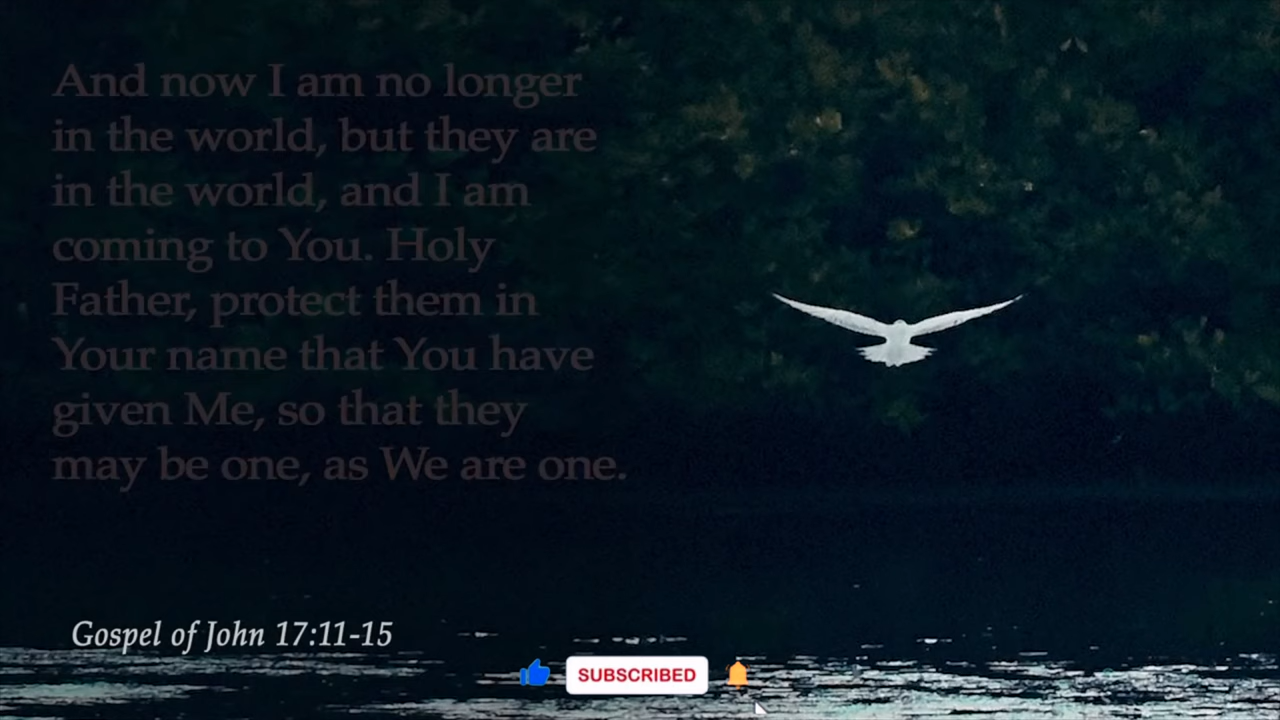 And now I am no longer
in the world, but they are
in the world, and I am
coming to You. Holy
Father, protect them in
Your name that You have
given Me, so that they
may be one, as We are one.
Gospel of John 17:11-15
SUBSCRIBED